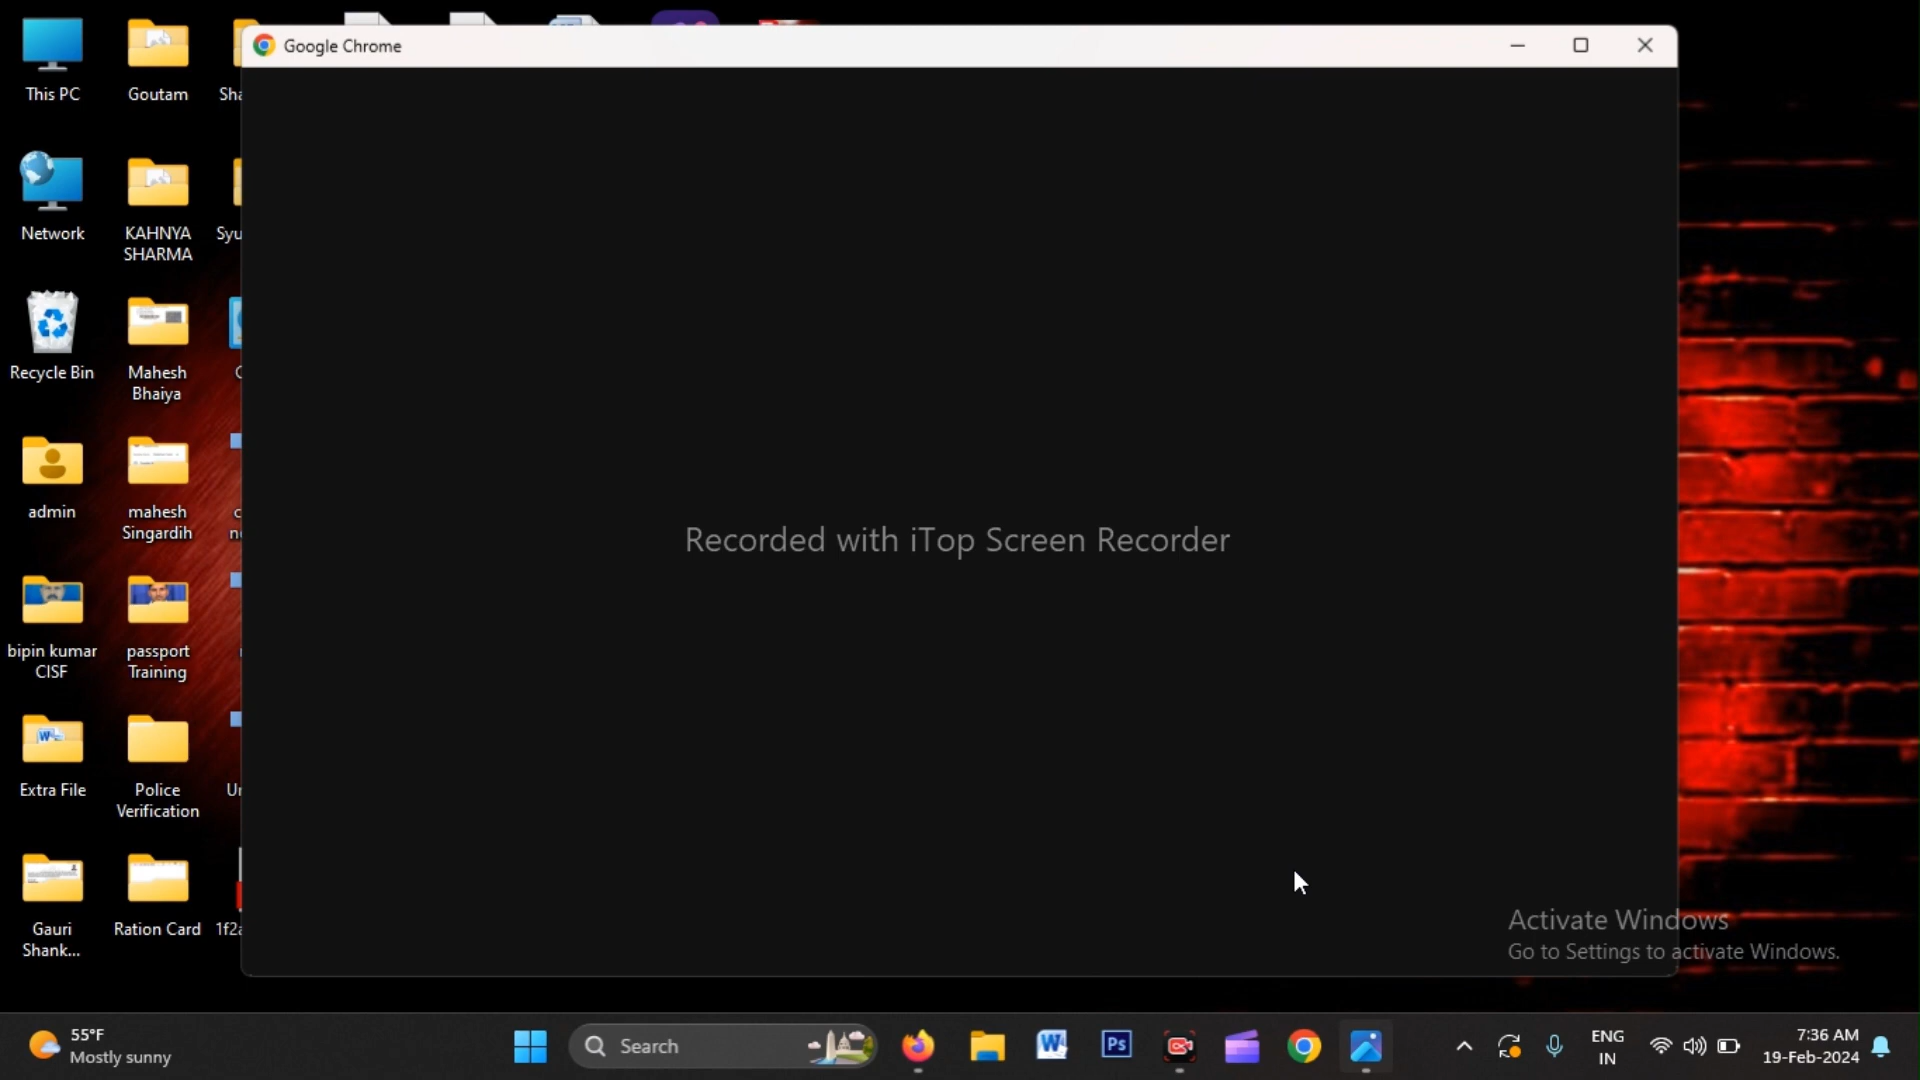 Google Chrome
This PC
Goutam
Network
KAHNYA
SHARMA
Recycle Bin
Mahesh
Bhaiya
admin
mahesh
Singardih
bipin kumar
CISF
passport
Training
Extra File
Police
Verification
Gauri
Shank...
Ration Card
Recorded with iTop Screen Recorder
Activate Windows
Go to Settings to activate Windows.
55°F
Mostly sunny
Search
W
Ps
ENG
IN
7:36 AM
19-Feb-2024